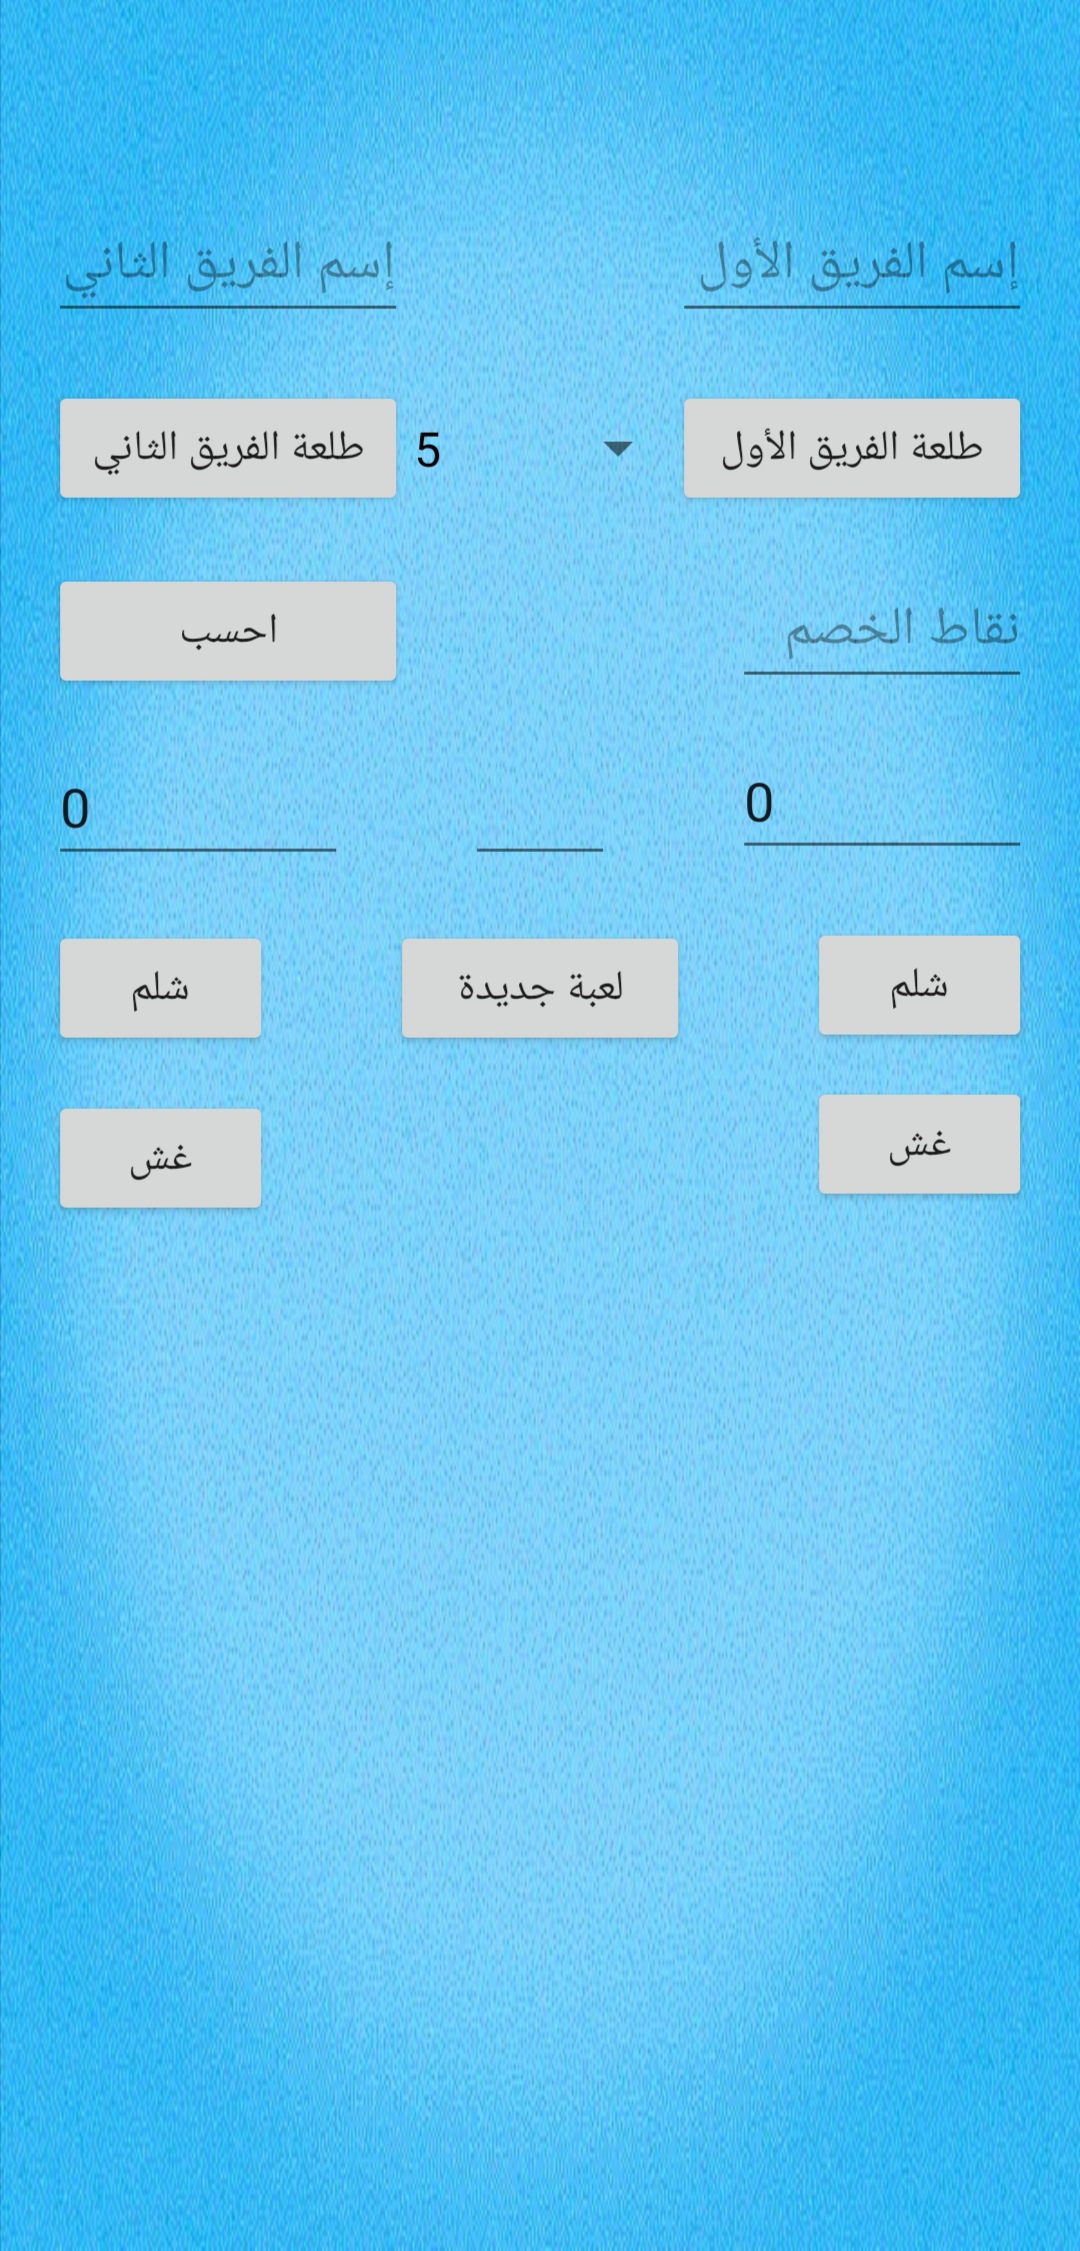 إسم الفريق الأول
إسم الفريق الثاني
طلعة الفريق الأول
5
طلعة الفريق الثاني
نقاط الخصم
احسب
0
0
شلم
لعبة جديدة
شلم
غش
غش